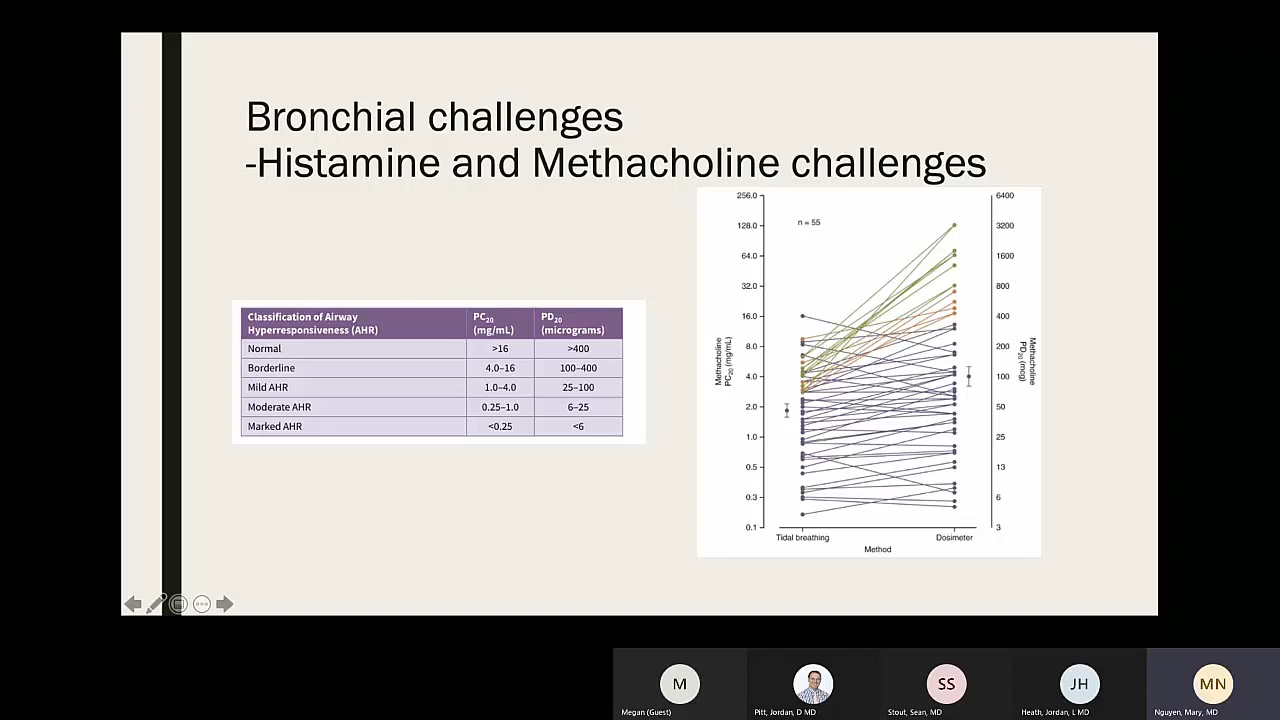 Bronchial challenges
-Histamine and Methacholine challenges
Classification of Airway Hyperresponsiveness (AHR) PC20 (mg/mL) PD20 (micrograms)
Normal >16 >400
Borderline 4.0–16 100–400
Mild AHR 1.0–4.0 25–100
Moderate AHR 0.25–1.0 6–25
Marked AHR <0.25 <6
n = 55
Methacholine
PC20 (mg/mL)
256.0
128.0
64.0
32.0
16.0
8.0
4.0
2.0
1.0
0.5
0.3
0.1
6400
3200
1600
800
400
200
100
50
25
13
6
3
Methacholine
PD20 (mcg)
Tidal breathing Dosimeter
Method
M SS JH MN
Megan (Guest) Pitt, Jordan, D MD Stout, Sean, MD Heath, Jordan, L MD Nguyen, Mary, MD